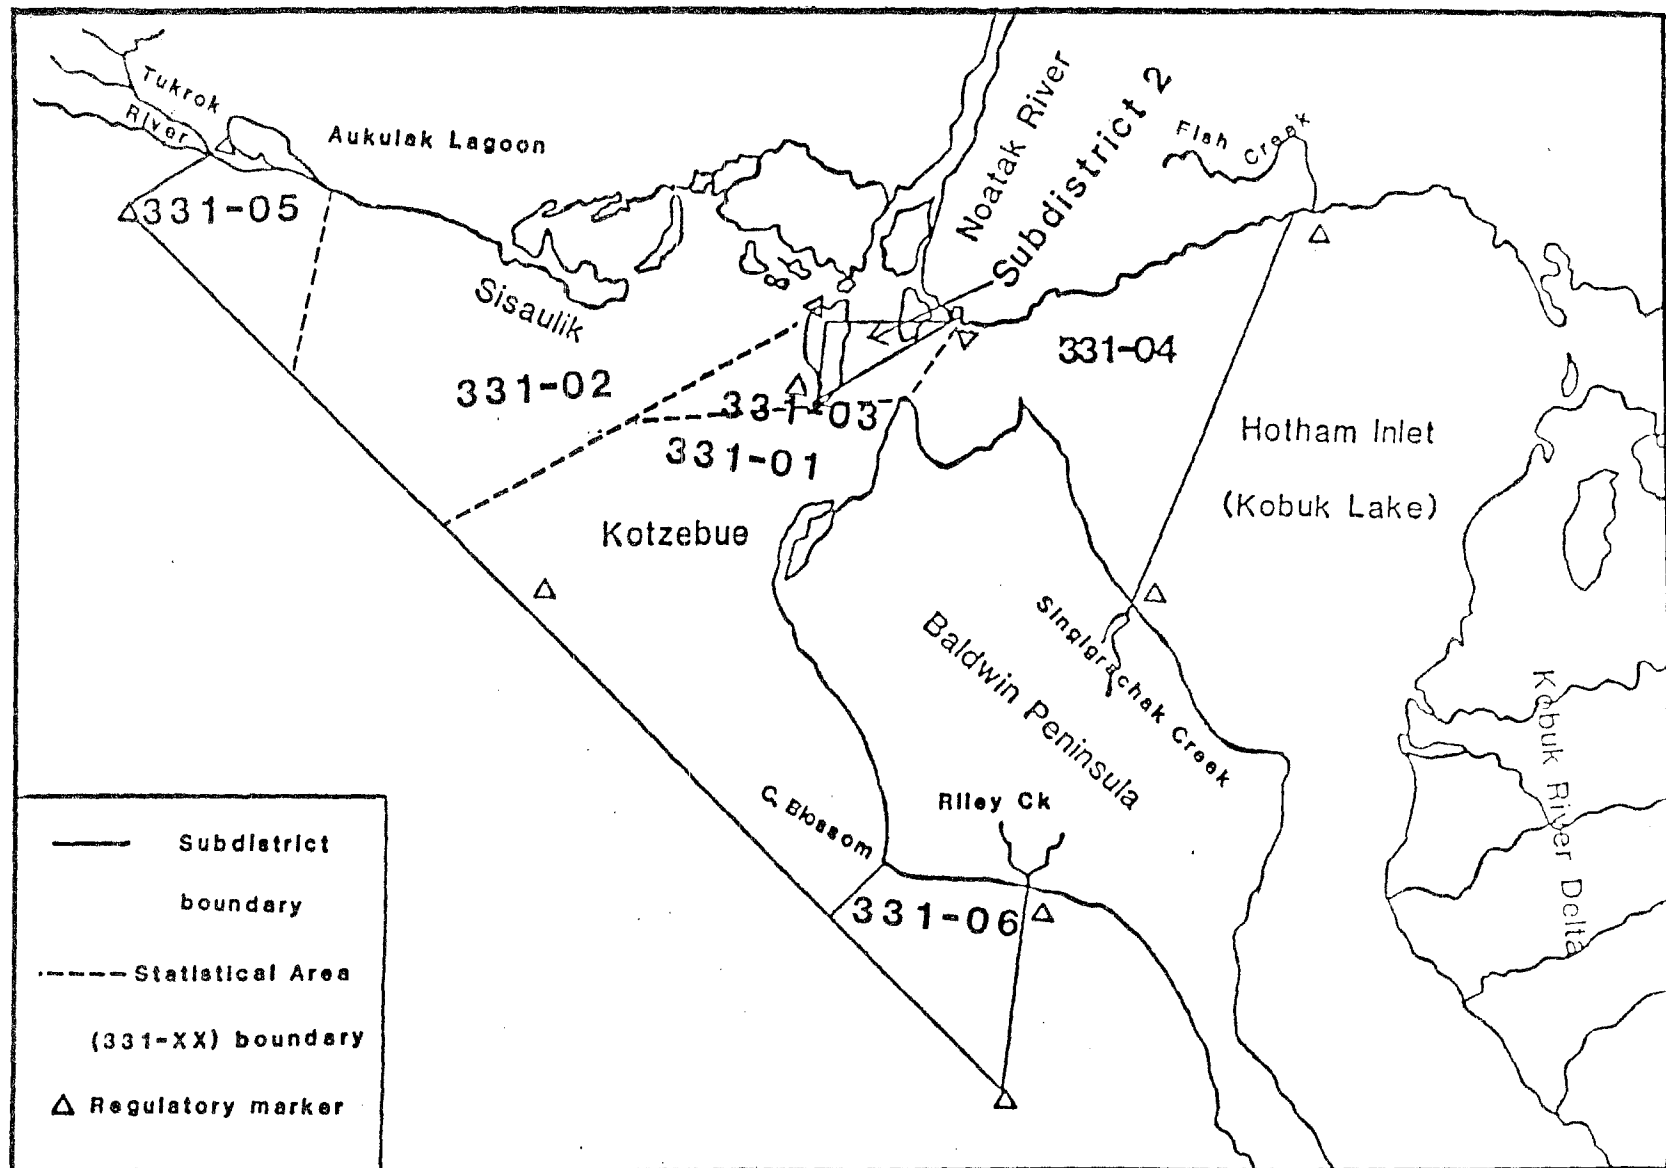 Tukrok
River
Aukulak Lagoon
Noatak River
Subdistrict 2
Fish Creek
331-05
Sisaulik
331-02
331-03
331-04
331-01
Hotham Inlet
(Kobuk Lake)
Kotzebue
Singigrachak Creek
Baldwin Peninsula
Kobuk River Delta
C. Blossom
Riley Ck
331-06
Subdistrict
boundary
Statistical Area
(331-XX) boundary
Regulatory marker